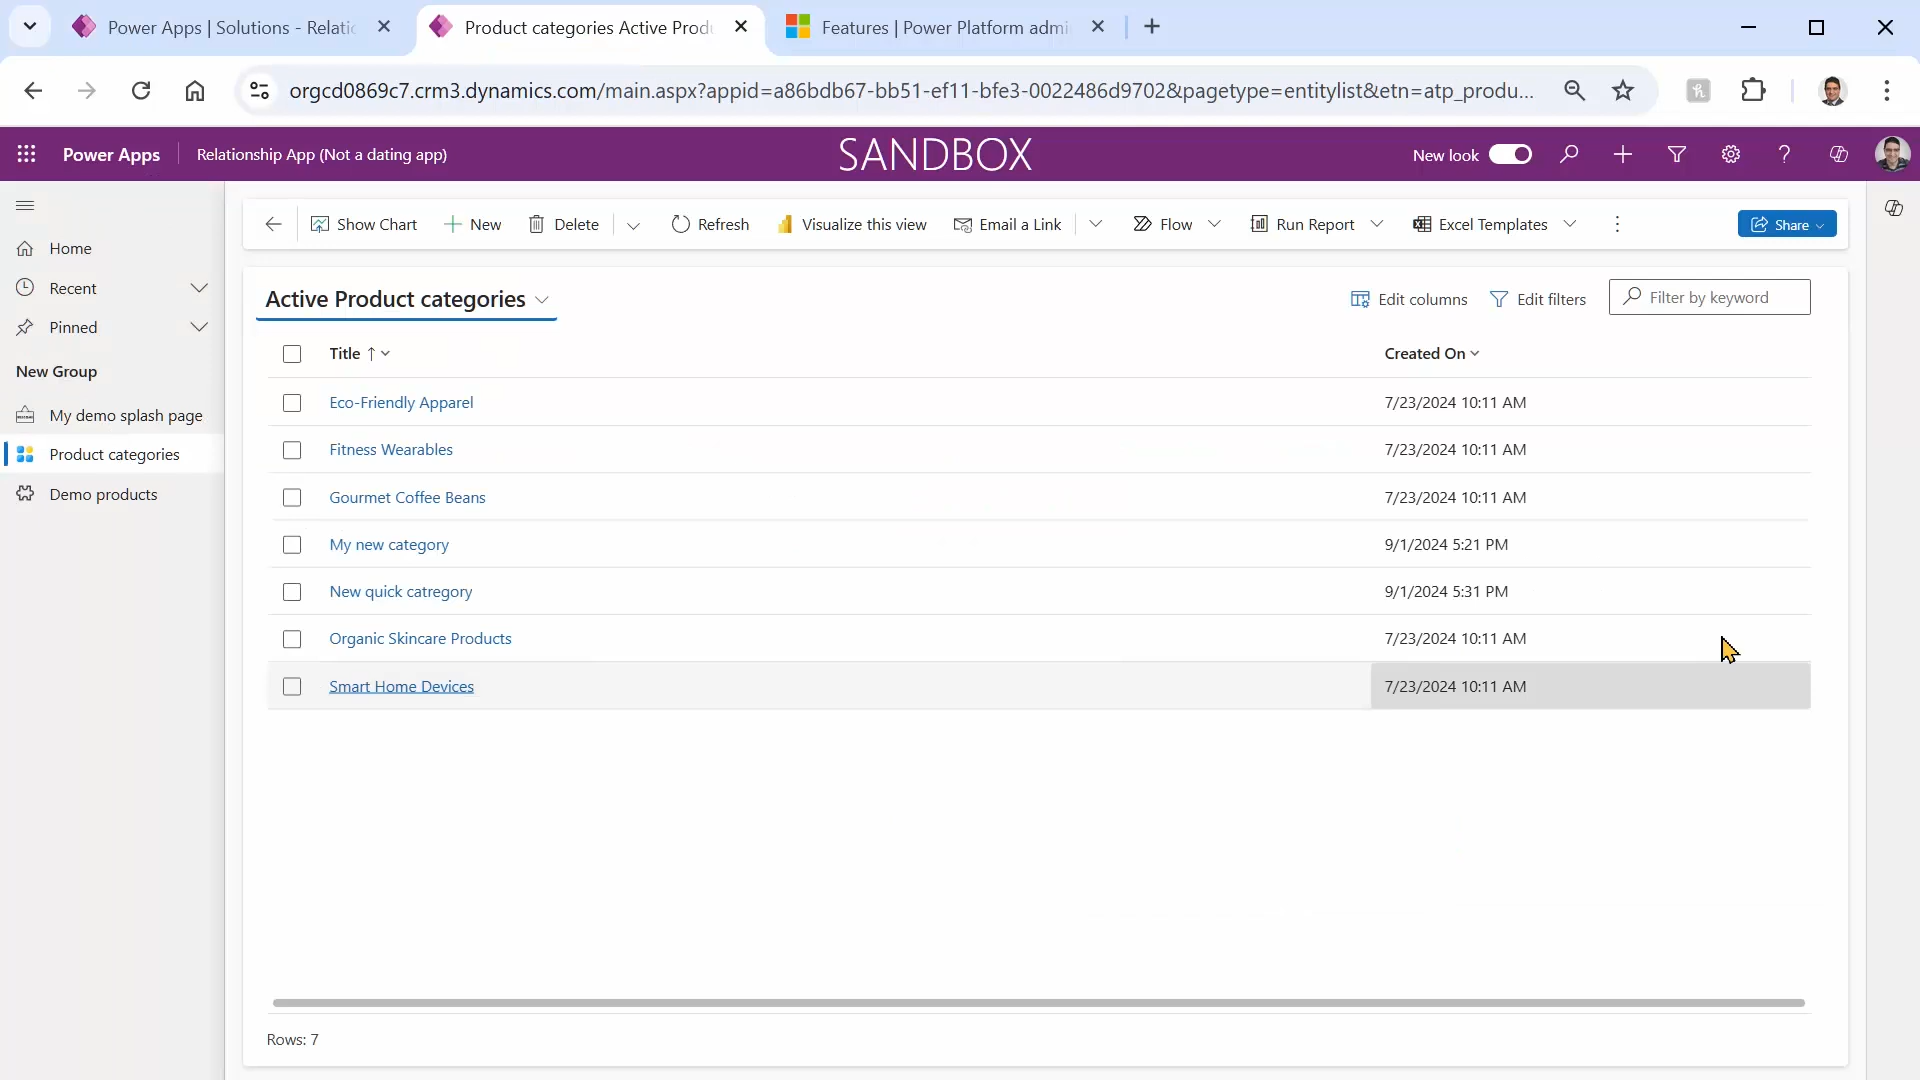 Power Apps | Solutions - Relatic
Product categories Active Produ
Features | Power Platform admi
orgcd0869c7.crm3.dynamics.com/main.aspx?appid=a86bdb67-bb51-ef11-bfe3-0022486d9702&pagetype=entitylist&etn=atp_produ...
Power Apps
Relationship App (Not a dating app)
SANDBOX
New look
Show Chart
New
Delete
Refresh
Visualize this view
Email a Link
Flow
Run Report
Excel Templates
Share
Home
Recent
Pinned
New Group
My demo splash page
Product categories
Demo products
Active Product categories
Edit columns
Edit filters
Filter by keyword
Title
Created On
Eco-Friendly Apparel 7/23/2024 10:11 AM
Fitness Wearables 7/23/2024 10:11 AM
Gourmet Coffee Beans 7/23/2024 10:11 AM
My new category 9/1/2024 5:21 PM
New quick catregory 9/1/2024 5:31 PM
Organic Skincare Products 7/23/2024 10:11 AM
Smart Home Devices 7/23/2024 10:11 AM
Rows: 7